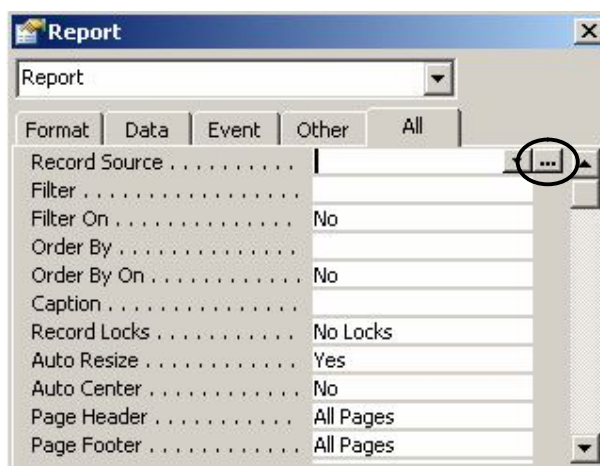 Report
Report
Format Data Event Other All
Record Source . . . . . . . . . . ...
Filter . . . . . . . . . . . . . . . . . .
Filter On . . . . . . . . . . . . . . . No
Order By . . . . . . . . . . . . . . .
Order By On . . . . . . . . . . . . No
Caption . . . . . . . . . . . . . . . .
Record Locks . . . . . . . . . . . No Locks
Auto Resize . . . . . . . . . . . . Yes
Auto Center . . . . . . . . . . . . No
Page Header . . . . . . . . . . . All Pages
Page Footer . . . . . . . . . . . . All Pages